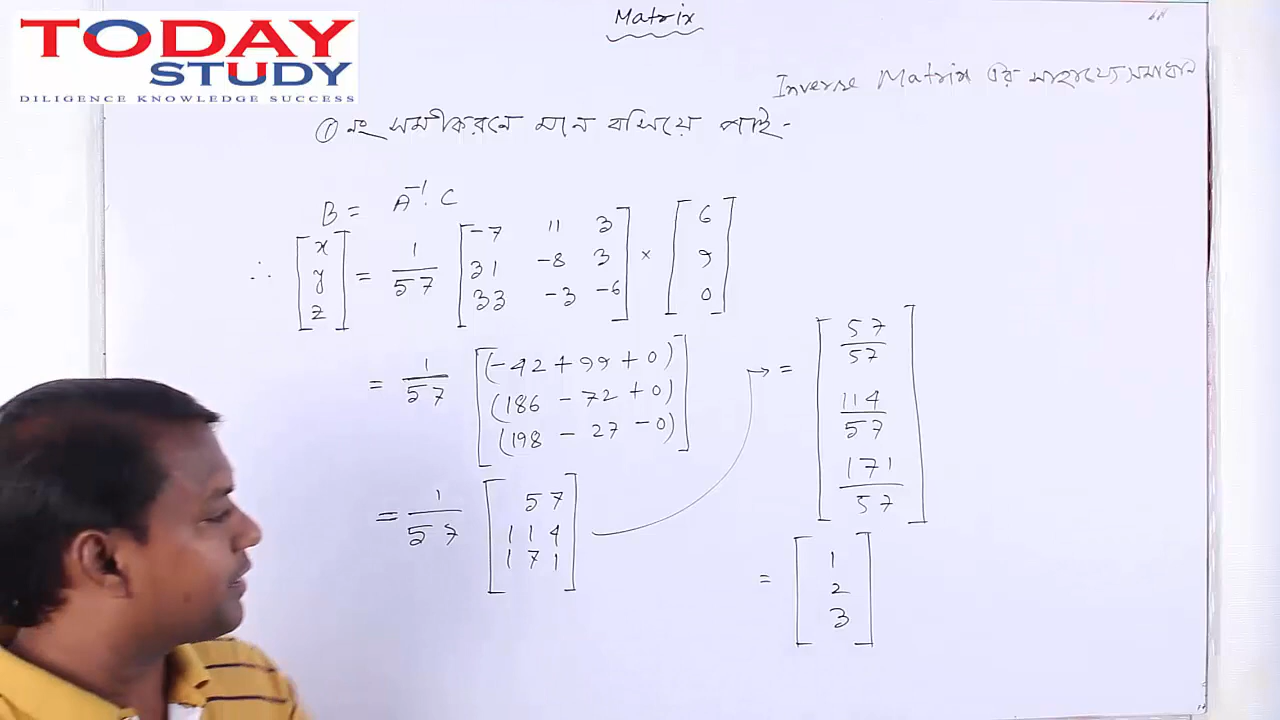 TODAY
STUDY
DILIGENCE KNOWLEDGE SUCCESS
Matrix
Inverse Matrix এর সাহায্যে সমাধান
① নং সমীকরনে মান বসিয়ে পাই-
B = A⁻¹. C
∴ [x y z] = 1/57 [-7 11 3; 31 -8 3; 33 -3 -6] × [6 9 0]
= 1/57 [(-42+99+0) (186 - 72 +0) (198 - 27 -0)]
= 1/57 [57 114 171]
→ = [57/57 114/57 171/57]
= [1 2 3]